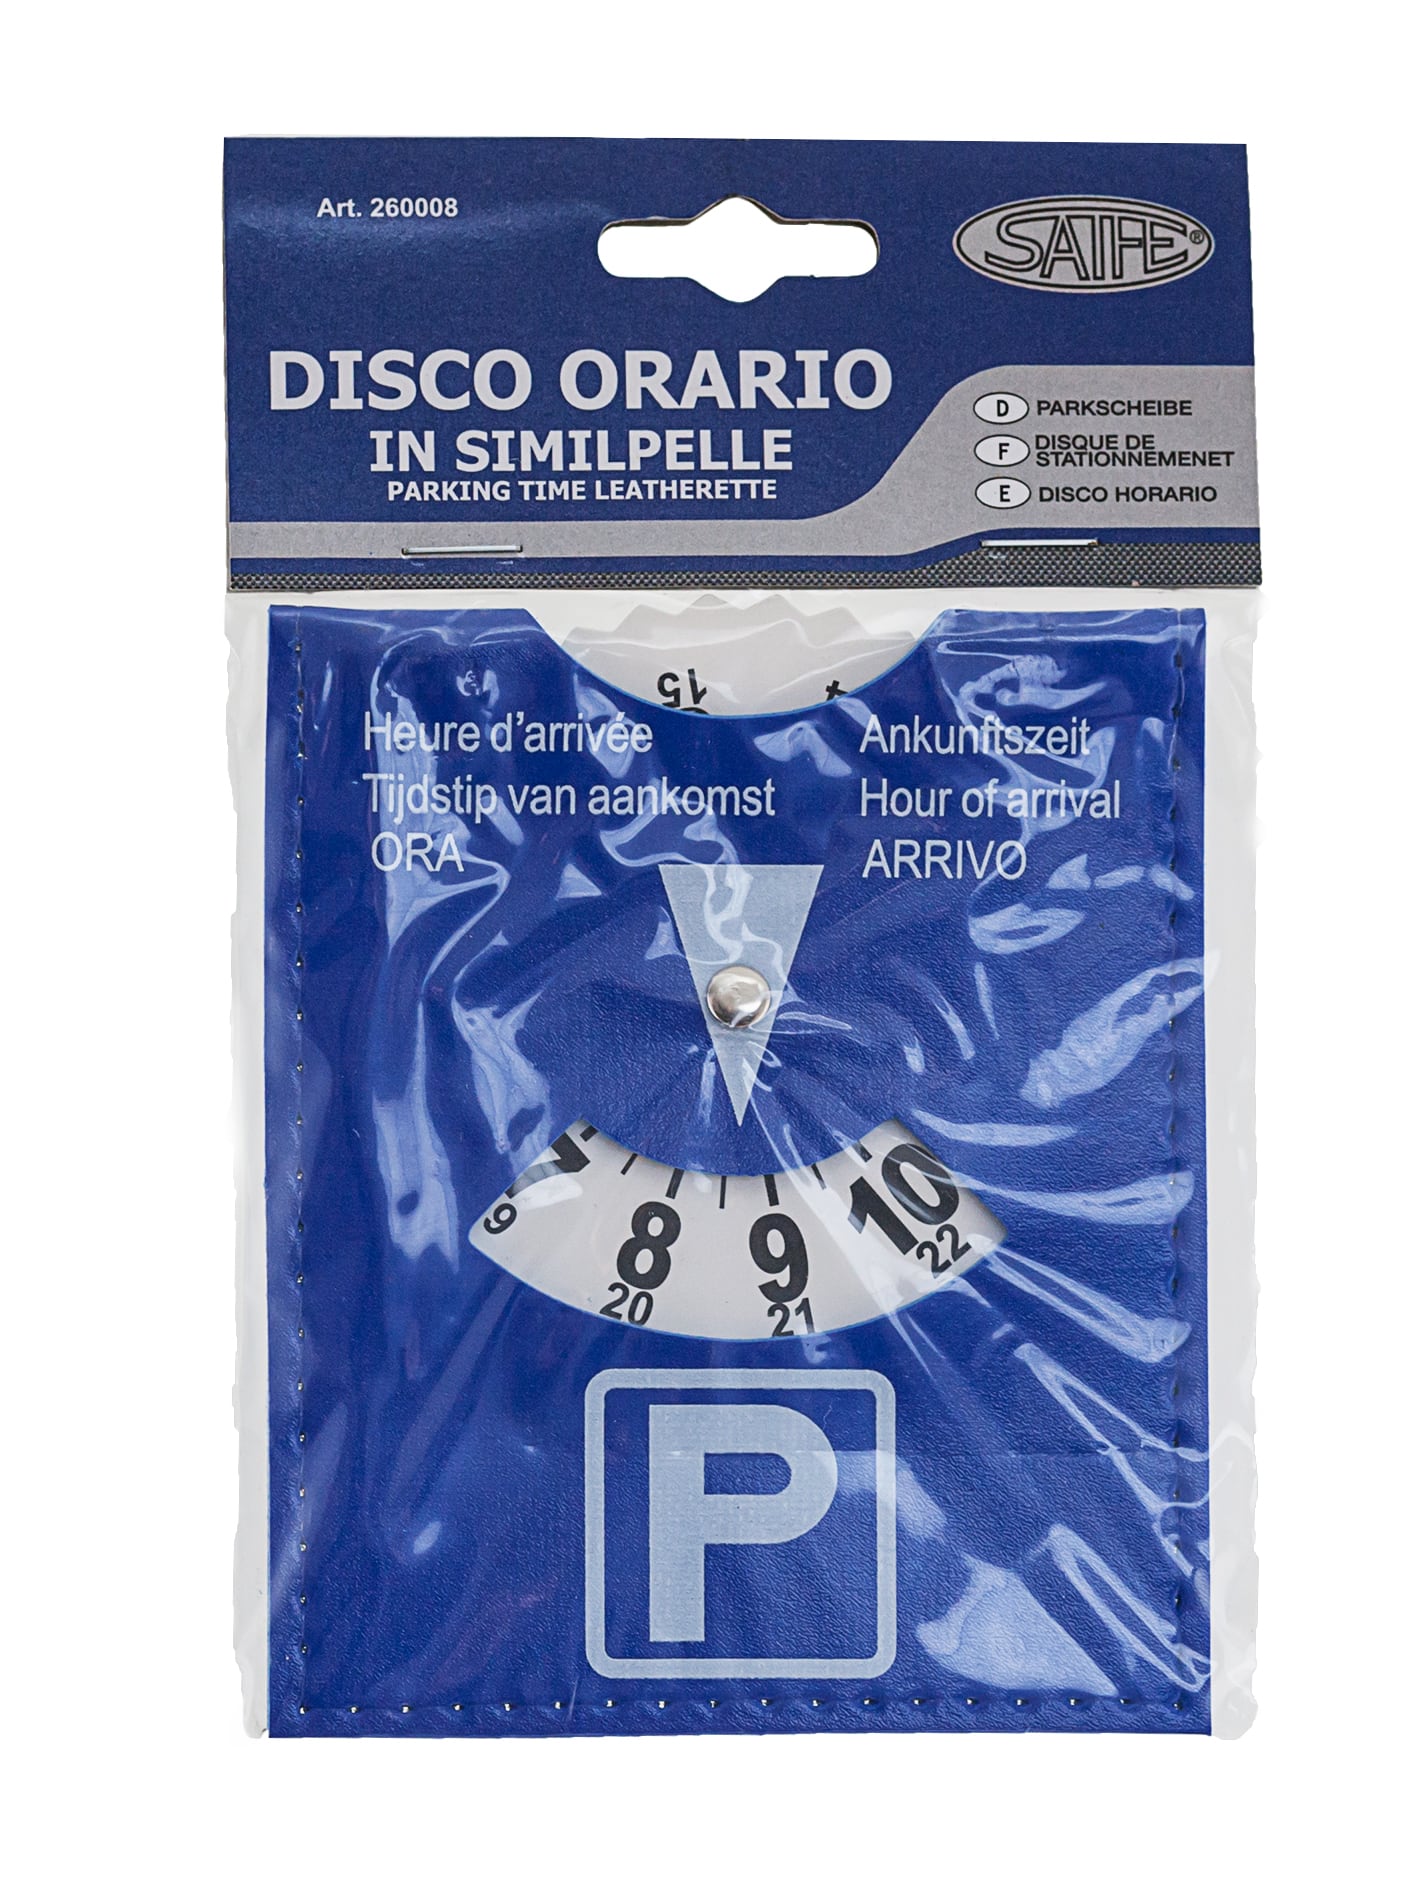 Art. 260008
SATFE®
DISCO ORARIO
IN SIMILPELLE
PARKING TIME LEATHERETTE
D PARKSCHEIBE
F DISQUE DE
STATIONNEMENET
E DISCO HORARIO
15
Heure d'arrivée
Tijdstip van aankomst
ORA
Ankunftszeit
Hour of arrival
ARRIVO
8 9 10
20 21 22
P